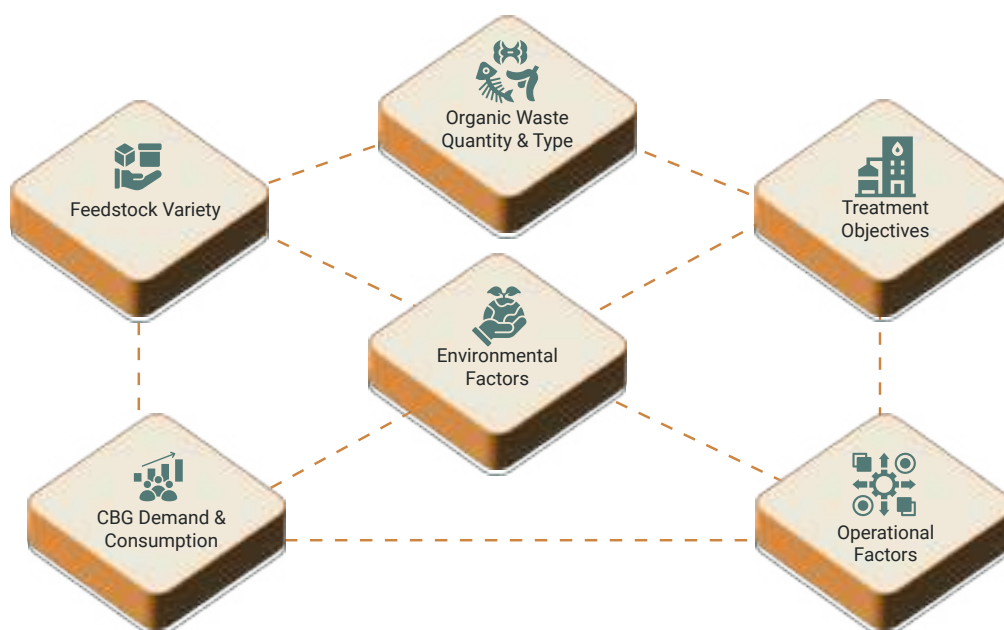 Organic Waste
Quantity & Type
Feedstock Variety
Treatment
Objectives
Environmental
Factors
CBG Demand &
Consumption
Operational
Factors